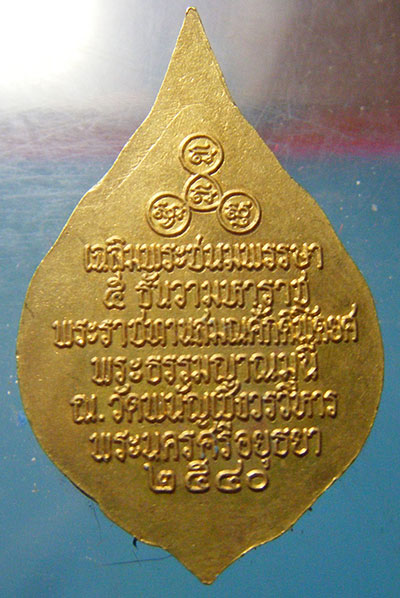 เฉลิมพระชนมพรรษา
๕ ธันวามหาราช
พระราชทานสมณศักดิ์พัดยศ
พระธรรมญาณมุนี
ณ. วัดพนัญเชิงวรวิหาร
พระนครศรีอยุธยา
๒๕๔๐